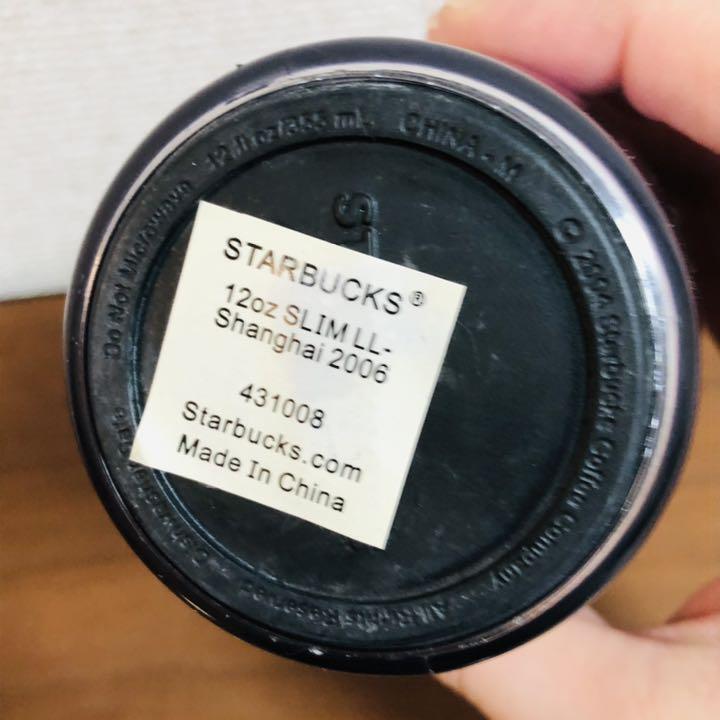 STARBUCKS®
12oz SLIM LL-
Shanghai 2006
431008
Starbucks.com
Made In China
Do Not Microwave
12 fl oz/355 mL
CHINA - M
© 2004 Starbucks Coffee Company
All Rights Reserved